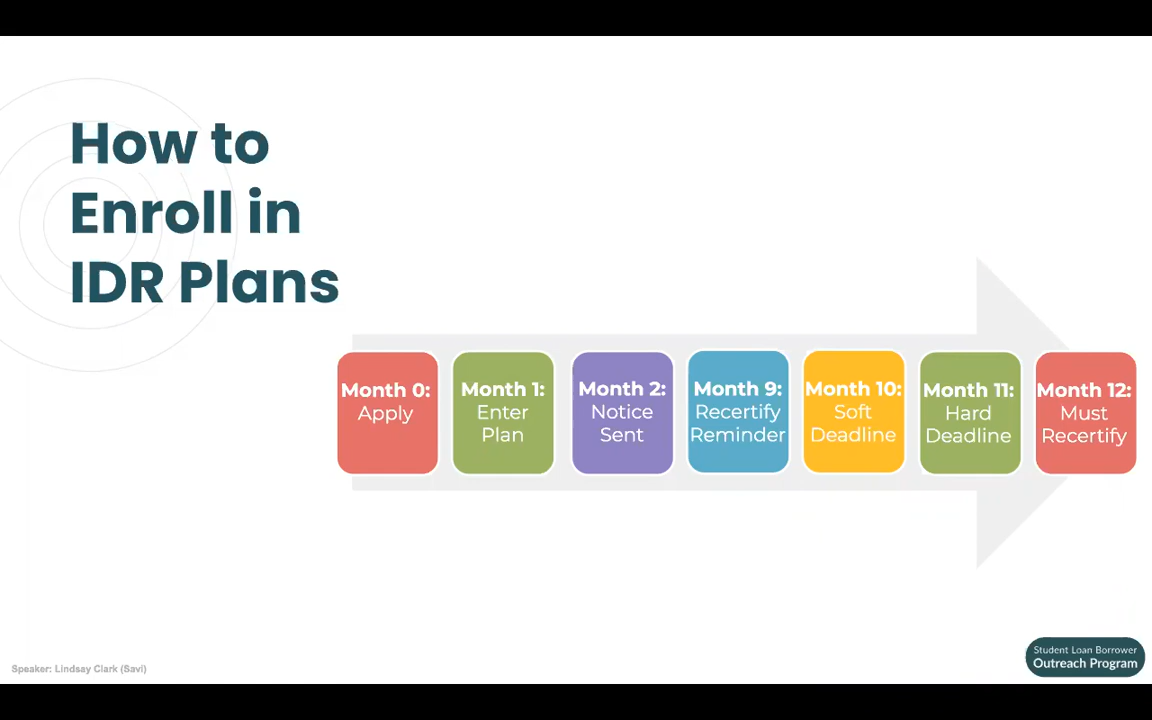 How to
Enroll in
IDR Plans
Month 0:
Apply
Month 1:
Enter
Plan
Month 2:
Notice
Sent
Month 9:
Recertify
Reminder
Month 10:
Soft
Deadline
Month 11:
Hard
Deadline
Month 12:
Must
Recertify
Speaker: Lindsay Clark (Savi)
Student Loan Borrower
Outreach Program